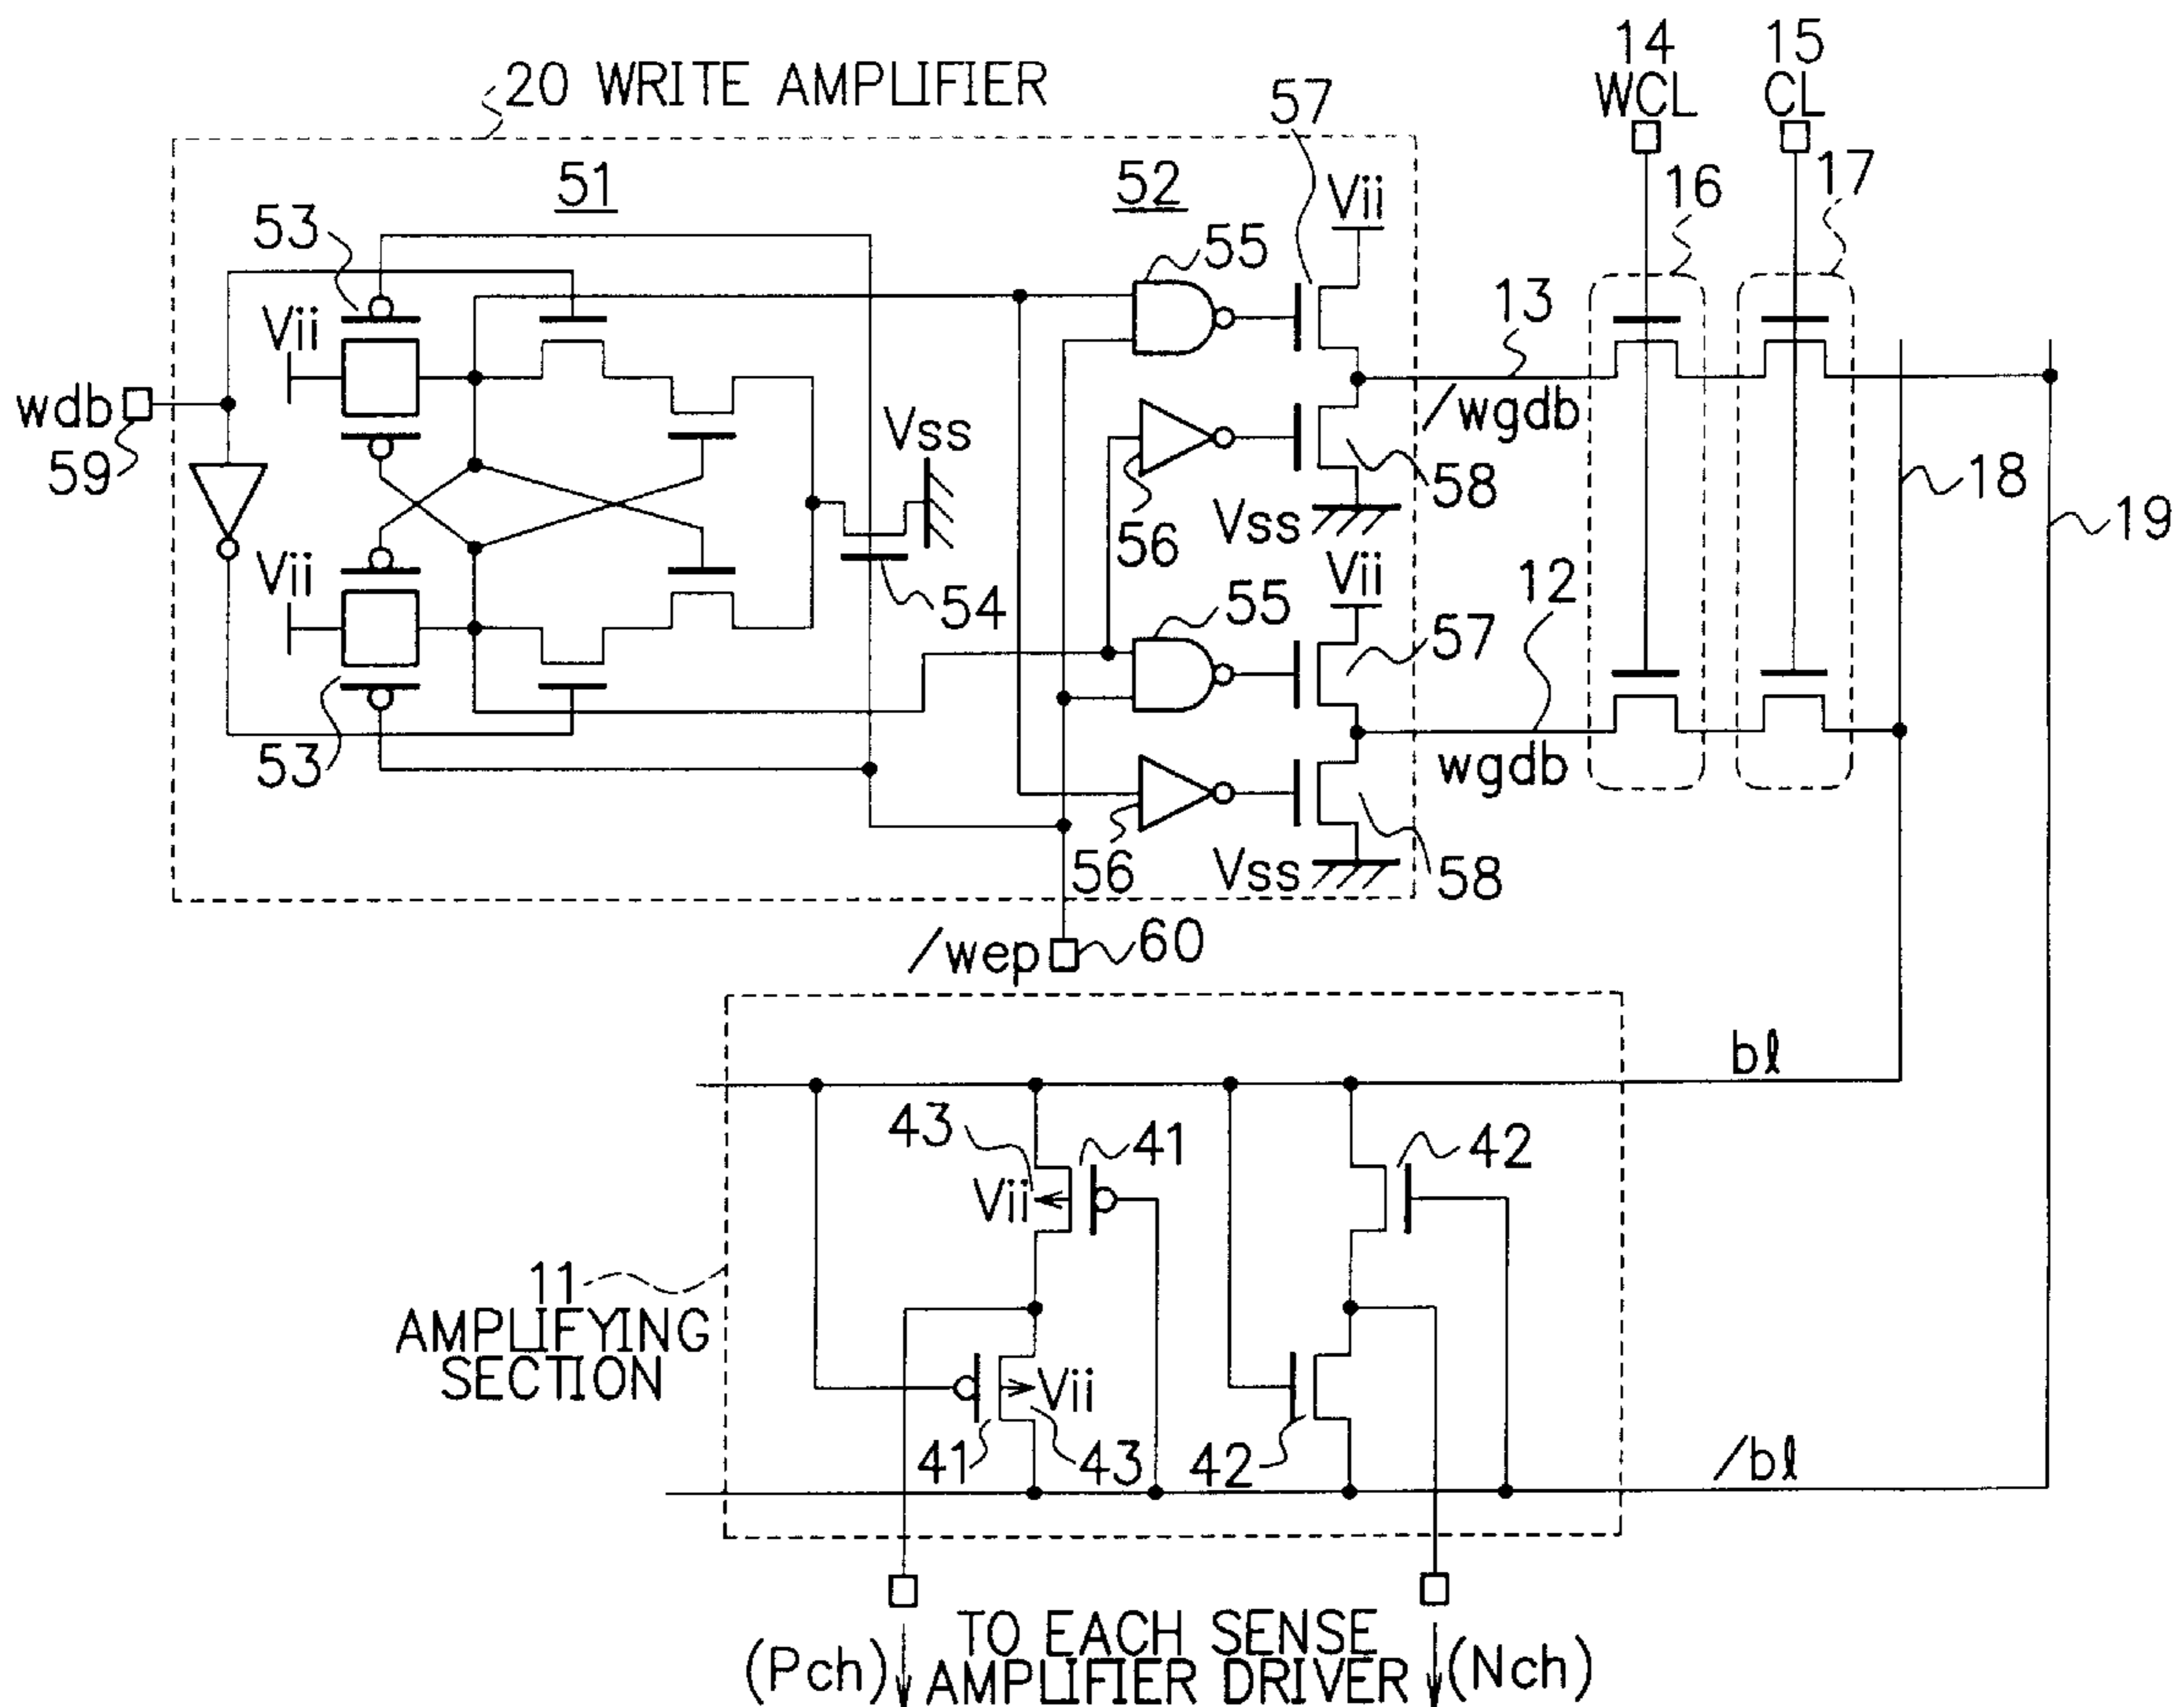 14
WCL
15
CL
20 WRITE AMPLIFIER
57
51
52
Vii
16
17
53
55
Vii
13
wdb
59
Vss
/wgdb
58
18
19
Vss
56
Vii
Vii
54
55
12
57
53
wgdb
56
Vss
58
/wep
60
bl
43
41
42
Vii
11
AMPLIFYING
SECTION
Vii
41
43
42
/bl
TO EACH SENSE
AMPLIFIER DRIVER
(Pch)
(Nch)